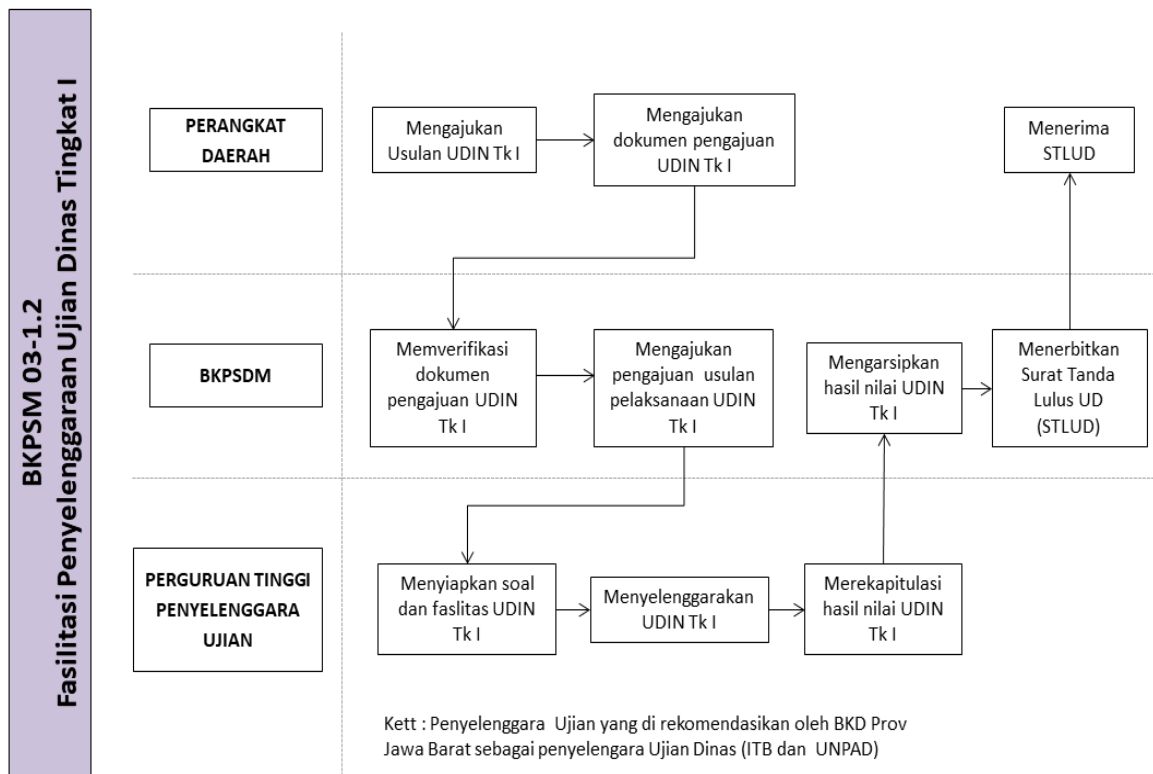 BKPSM 03-1.2
Fasilitasi Penyelenggaraan Ujian Dinas Tingkat I
PERANGKAT
DAERAH
Mengajukan
Usulan UDIN Tk I
Mengajukan
dokumen pengajuan
UDIN Tk I
Menerima
STLUD
BKPSDM
Memverifikasi
dokumen
pengajuan UDIN
Tk I
Mengajukan
pengajuan usulan
pelaksanaan UDIN
Tk I
Mengarsipkan
hasil nilai UDIN
Tk I
Menerbitkan
Surat Tanda
Lulus UD
(STLUD)
PERGURUAN TINGGI
PENYELENGGARA
UJIAN
Menyiapkan soal
dan faslitas UDIN
Tk I
Menyelenggarakan
UDIN Tk I
Merekapitulasi
hasil nilai UDIN
Tk I
Kett : Penyelenggara Ujian yang di rekomendasikan oleh BKD Prov
Jawa Barat sebagai penyelengara Ujian Dinas (ITB dan UNPAD)